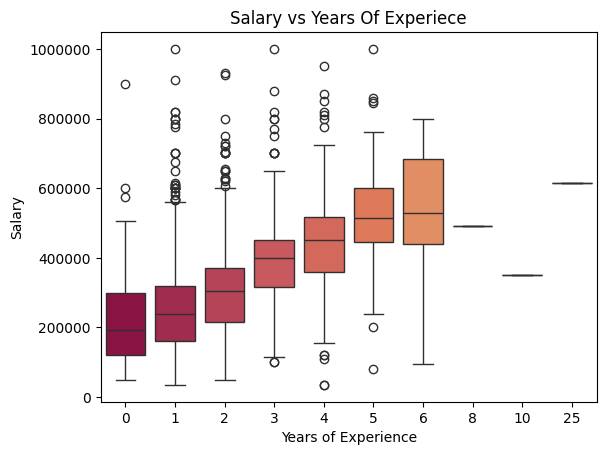 Salary vs Years Of Experiece
1000000
800000
600000
400000
200000
0
Salary
0 1 2 3 4 5 6 8 10 25
Years of Experience